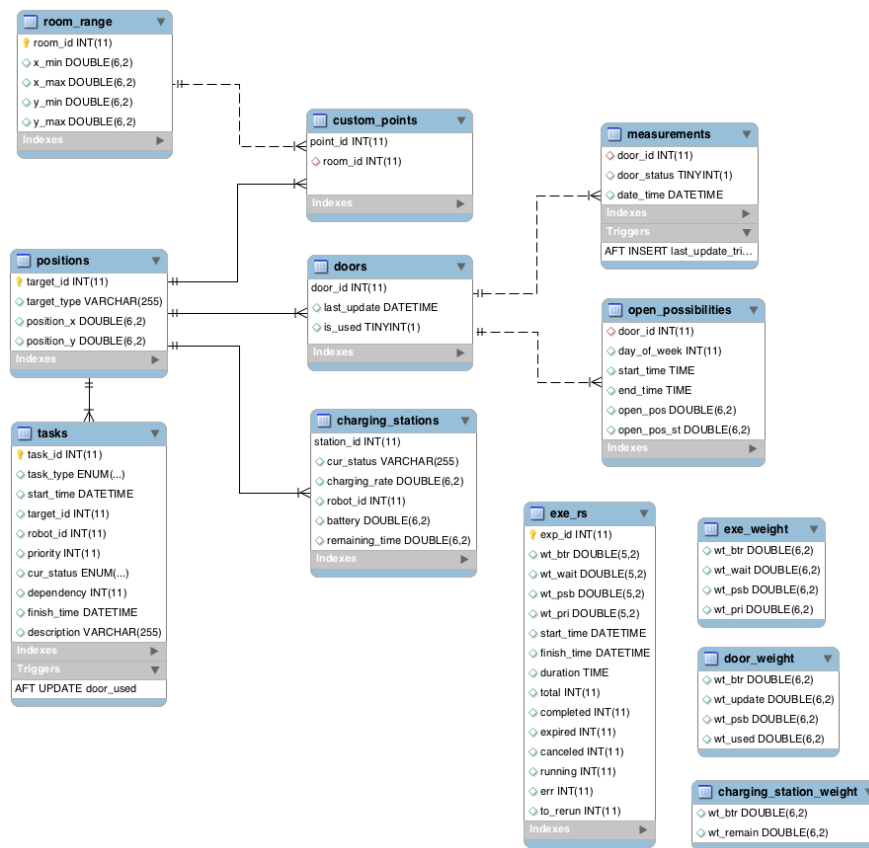 room_range
room_id INT(11)
x_min DOUBLE(6,2)
x_max DOUBLE(6,2)
y_min DOUBLE(6,2)
y_max DOUBLE(6,2)
Indexes
custom_points
point_id INT(11)
room_id INT(11)
Indexes
measurements
door_id INT(11)
door_status TINYINT(1)
date_time DATETIME
Indexes
Triggers
AFT INSERT last_update_tri...
positions
target_id INT(11)
target_type VARCHAR(255)
position_x DOUBLE(6,2)
position_y DOUBLE(6,2)
Indexes
doors
door_id INT(11)
last_update DATETIME
is_used TINYINT(1)
Indexes
open_possibilities
door_id INT(11)
day_of_week INT(11)
start_time TIME
end_time TIME
open_pos DOUBLE(6,2)
open_pos_st DOUBLE(6,2)
Indexes
tasks
task_id INT(11)
task_type ENUM(...)
start_time DATETIME
target_id INT(11)
robot_id INT(11)
priority INT(11)
cur_status ENUM(...)
dependency INT(11)
finish_time DATETIME
description VARCHAR(255)
Indexes
Triggers
AFT UPDATE door_used
charging_stations
station_id INT(11)
cur_status VARCHAR(255)
charging_rate DOUBLE(6,2)
robot_id INT(11)
battery DOUBLE(6,2)
remaining_time DOUBLE(6,2)
Indexes
exe_rs
exp_id INT(11)
wt_btr DOUBLE(5,2)
wt_wait DOUBLE(5,2)
wt_psb DOUBLE(5,2)
wt_pri DOUBLE(5,2)
start_time DATETIME
finish_time DATETIME
duration TIME
total INT(11)
completed INT(11)
expired INT(11)
canceled INT(11)
running INT(11)
err INT(11)
to_rerun INT(11)
Indexes
exe_weight
wt_btr DOUBLE(6,2)
wt_wait DOUBLE(6,2)
wt_psb DOUBLE(6,2)
wt_pri DOUBLE(6,2)
door_weight
wt_btr DOUBLE(6,2)
wt_update DOUBLE(6,2)
wt_psb DOUBLE(6,2)
wt_used DOUBLE(6,2)
charging_station_weight
wt_btr DOUBLE(6,2)
wt_remain DOUBLE(6,2)